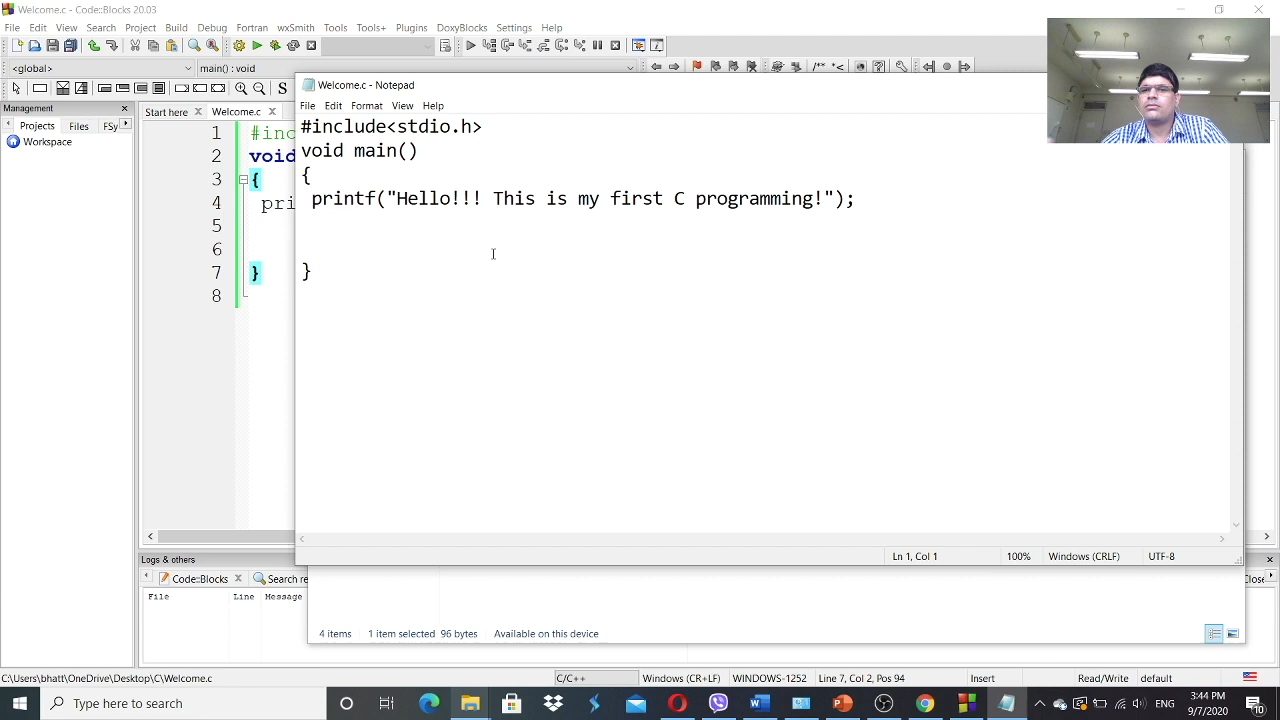 Welcome.c - Code::Blocks 20.03
File Edit View Search Project Build Debug Fortran wxSmith Tools Tools+ Plugins DoxyBlocks Settings Help
<global> main() : void
Management
Projects Files FSy
Workspace
Start here Welcome.c
1 #inc
2 void
3 {
4 pri
5
6
7 }
8
Welcome.c - Notepad
File Edit Format View Help
#include<stdio.h>
void main()
{
printf("Hello!!! This is my first C programming!");
}
Ln 1, Col 1 100% Windows (CRLF) UTF-8
Logs & others
Code::Blocks Search re
File Line Message
Close
4 items 1 item selected 96 bytes Available on this device
C:\Users\bhatt\OneDrive\Desktop\C\Welcome.c C/C++ Windows (CR+LF) WINDOWS-1252 Line 7, Col 2, Pos 94 Insert Read/Write default
Type here to search
ENG
3:44 PM
9/7/2020